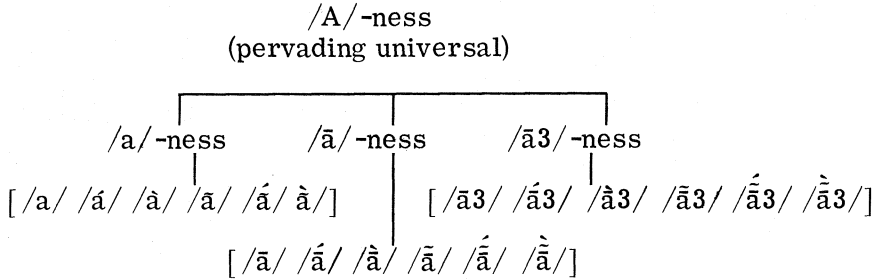 /A/-ness
(pervading universal)
/a/-ness /ā/-ness /ā3/-ness
[/a/ /á/ /à/ /ã/ /ã́/ ã̀/] [/ā3/ /ā́3/ /ā̀3/ /ā̃3/ /ā̃́3/ /ā̃̀3/]
[/ā/ /ā́/ /ā̀/ /ā̃/ /ā̃́/ /ā̃̀/]